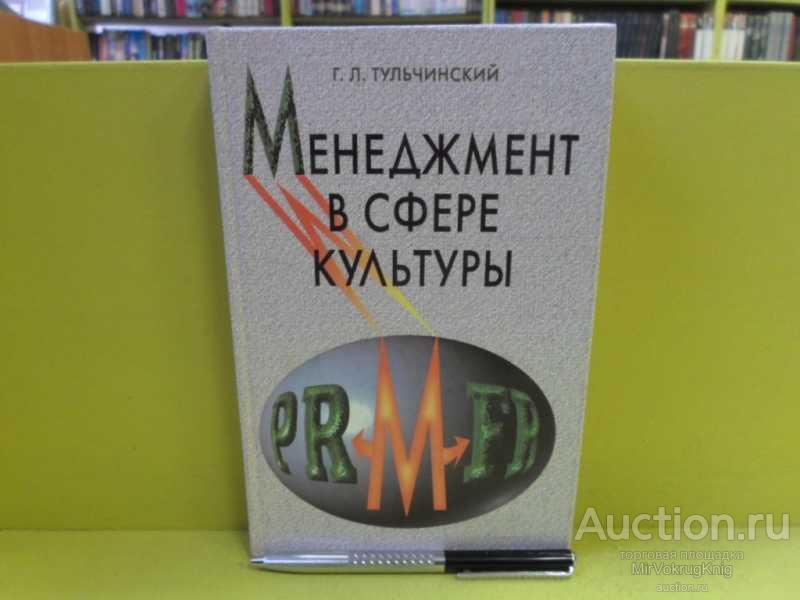 Г. Л. ТУЛЬЧИНСКИЙ
МЕНЕДЖМЕНТ
В СФЕРЕ
КУЛЬТУРЫ
PR M FR
Auction.ru
торговая площадка
MirVokrugKnig
auction.ru